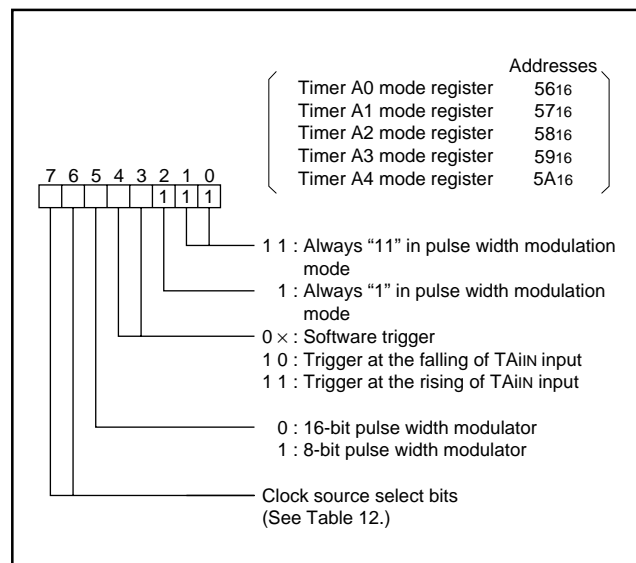 Addresses
Timer A0 mode register 5616
Timer A1 mode register 5716
Timer A2 mode register 5816
Timer A3 mode register 5916
Timer A4 mode register 5A16
7 6 5 4 3 2 1 0
1 1 1
1 1 : Always “11” in pulse width modulation
mode
1 : Always “1” in pulse width modulation
mode
0 × : Software trigger
1 0 : Trigger at the falling of TAiIN input
1 1 : Trigger at the rising of TAiIN input
0 : 16-bit pulse width modulator
1 : 8-bit pulse width modulator
Clock source select bits
(See Table 12.)